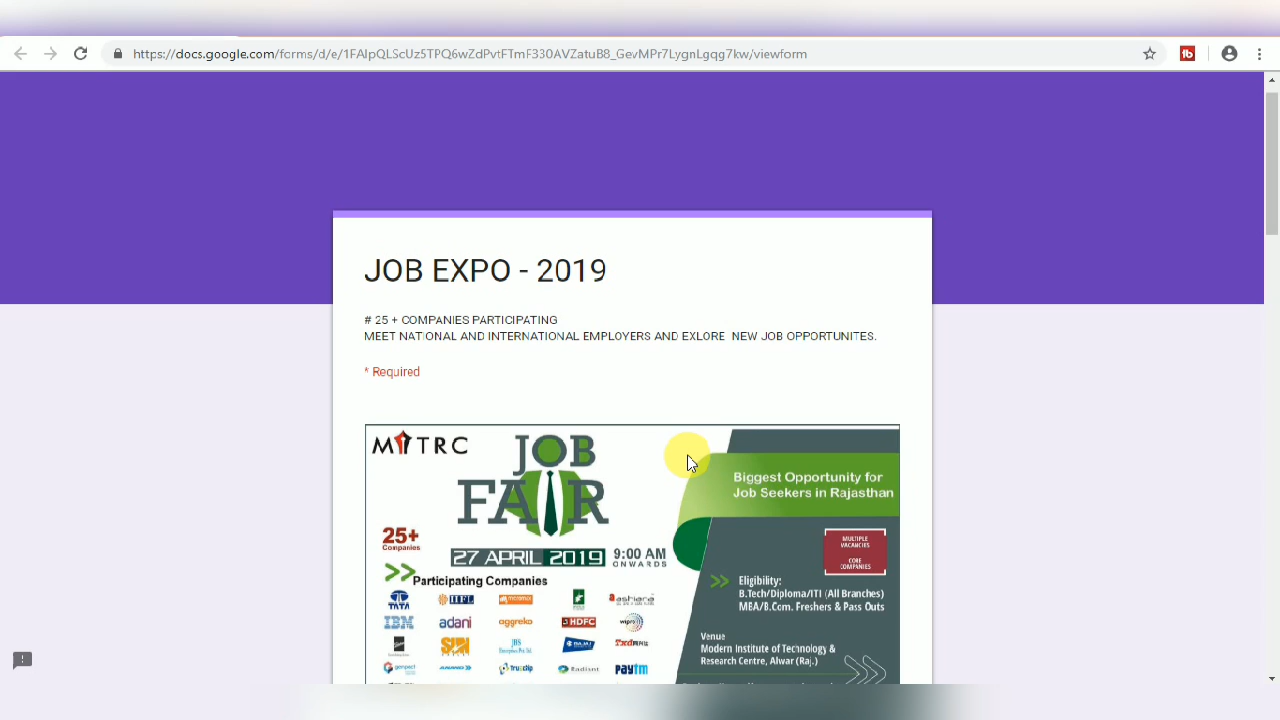 https://docs.google.com/forms/d/e/1FAIpQLScUz5TPQ6wZdPvtFTmF330AVZatuB8_GevMPr7LygnLgqg7kw/viewform
JOB EXPO - 2019
# 25 + COMPANIES PARTICIPATING
MEET NATIONAL AND INTERNATIONAL EMPLOYERS AND EXLORE NEW JOB OPPORTUNITES.
* Required
MITRC
JOB
FAIR
25+
Companies
27 APRIL 2019
9:00 AM
ONWARDS
Participating Companies
TATA
IIFL
ashiana
IBM
adani
aggreko
HDFC
wipro
genpact
Radiant
paytm
Biggest Opportunity for
Job Seekers in Rajasthan
MULTIPLE
VACANCIES
CORE
COMPANIES
Eligibility:
B.Tech/Diploma/ITI (All Branches)
MBA/B.Com. Freshers & Pass Outs
Venue
Modern Institute of Technology &
Research Centre, Alwar (Raj.)